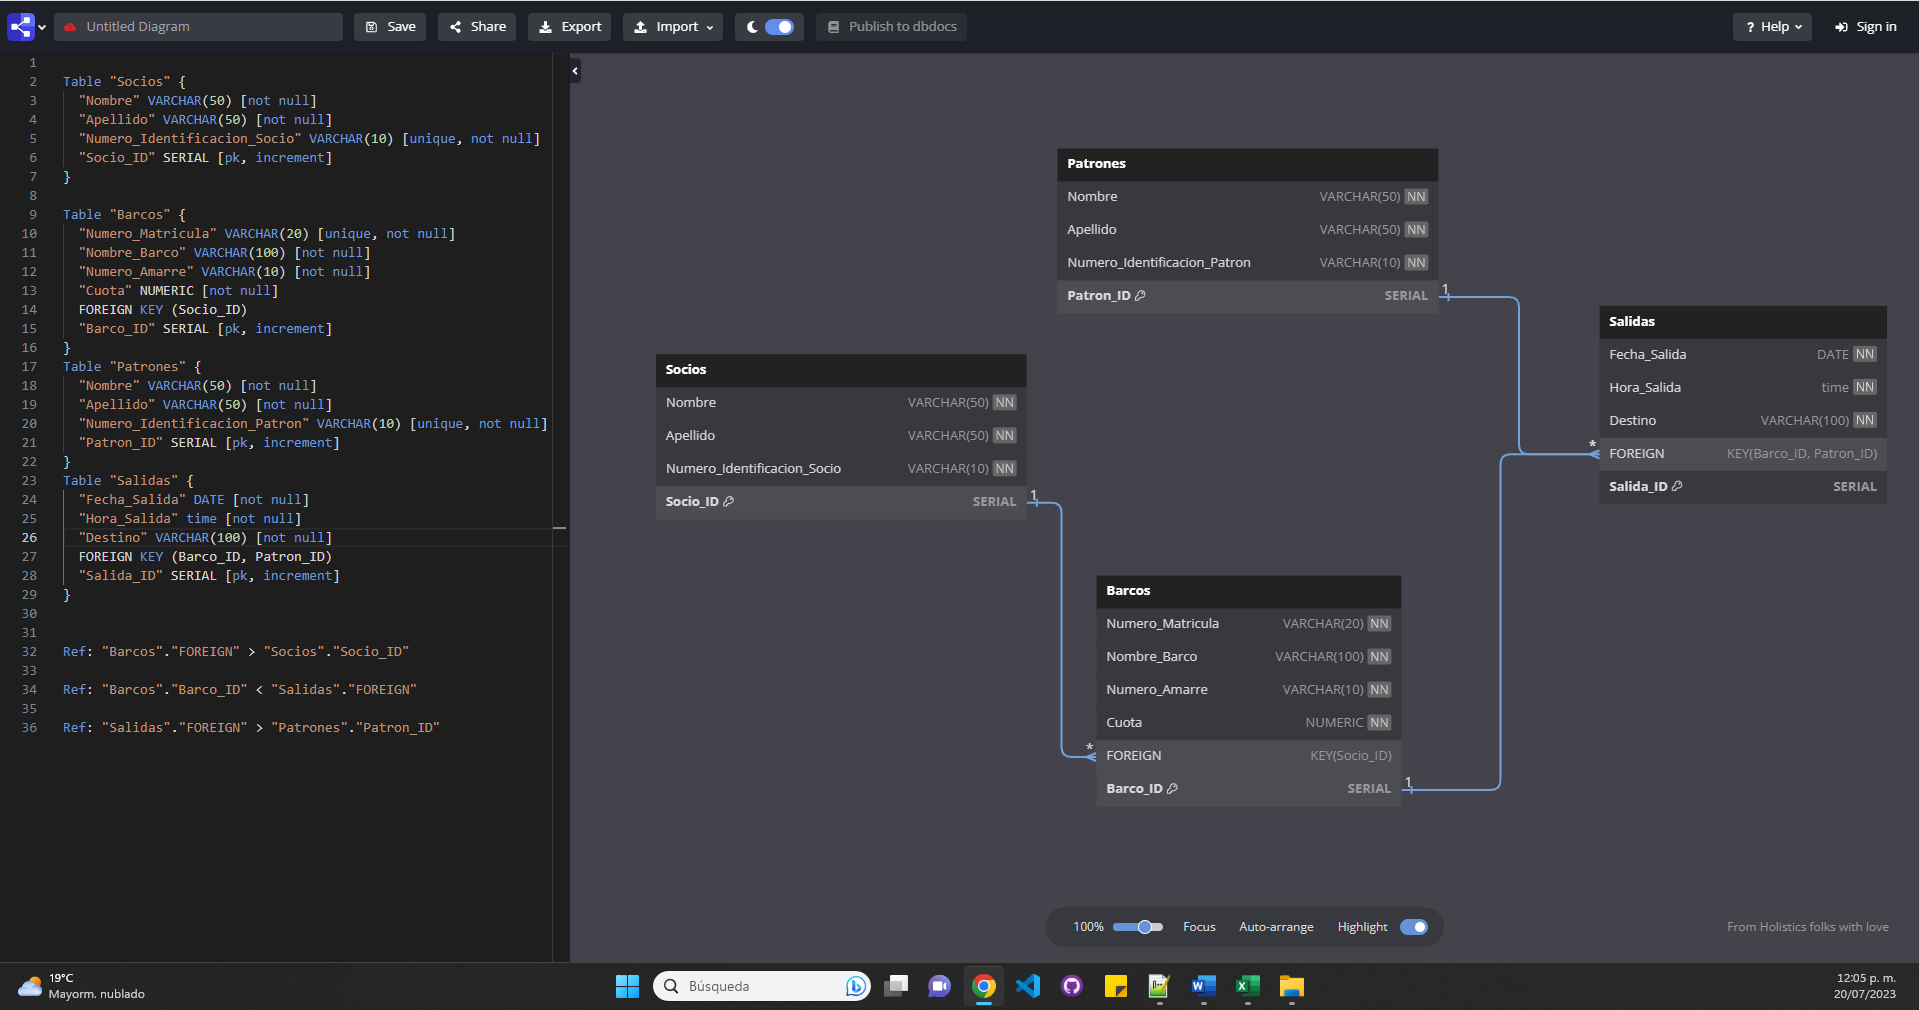 Untitled Diagram
Save
Share
Export
Import
Publish to dbdocs
? Help
Sign in
1
2 Table "Socios" {
3 "Nombre" VARCHAR(50) [not null]
4 "Apellido" VARCHAR(50) [not null]
5 "Numero_Identificacion_Socio" VARCHAR(10) [unique, not null]
6 "Socio_ID" SERIAL [pk, increment]
7 }
8
9 Table "Barcos" {
10 "Numero_Matricula" VARCHAR(20) [unique, not null]
11 "Nombre_Barco" VARCHAR(100) [not null]
12 "Numero_Amarre" VARCHAR(10) [not null]
13 "Cuota" NUMERIC [not null]
14 FOREIGN KEY (Socio_ID)
15 "Barco_ID" SERIAL [pk, increment]
16 }
17 Table "Patrones" {
18 "Nombre" VARCHAR(50) [not null]
19 "Apellido" VARCHAR(50) [not null]
20 "Numero_Identificacion_Patron" VARCHAR(10) [unique, not null]
21 "Patron_ID" SERIAL [pk, increment]
22 }
23 Table "Salidas" {
24 "Fecha_Salida" DATE [not null]
25 "Hora_Salida" time [not null]
26 "Destino" VARCHAR(100) [not null]
27 FOREIGN KEY (Barco_ID, Patron_ID)
28 "Salida_ID" SERIAL [pk, increment]
29 }
30
31
32 Ref: "Barcos"."FOREIGN" > "Socios"."Socio_ID"
33
34 Ref: "Barcos"."Barco_ID" < "Salidas"."FOREIGN"
35
36 Ref: "Salidas"."FOREIGN" > "Patrones"."Patron_ID"
Patrones
Nombre VARCHAR(50) NN
Apellido VARCHAR(50) NN
Numero_Identificacion_Patron VARCHAR(10) NN
Patron_ID SERIAL
1
Salidas
Fecha_Salida DATE NN
Hora_Salida time NN
Destino VARCHAR(100) NN
*
FOREIGN KEY(Barco_ID, Patron_ID)
Salida_ID SERIAL
Socios
Nombre VARCHAR(50) NN
Apellido VARCHAR(50) NN
Numero_Identificacion_Socio VARCHAR(10) NN
Socio_ID SERIAL
1
Barcos
Numero_Matricula VARCHAR(20) NN
Nombre_Barco VARCHAR(100) NN
Numero_Amarre VARCHAR(10) NN
Cuota NUMERIC NN
*
FOREIGN KEY(Socio_ID)
Barco_ID SERIAL
1
100%
Focus
Auto-arrange
Highlight
From Holistics folks with love
19°C
Mayorm. nublado
Búsqueda
12:05 p. m.
20/07/2023